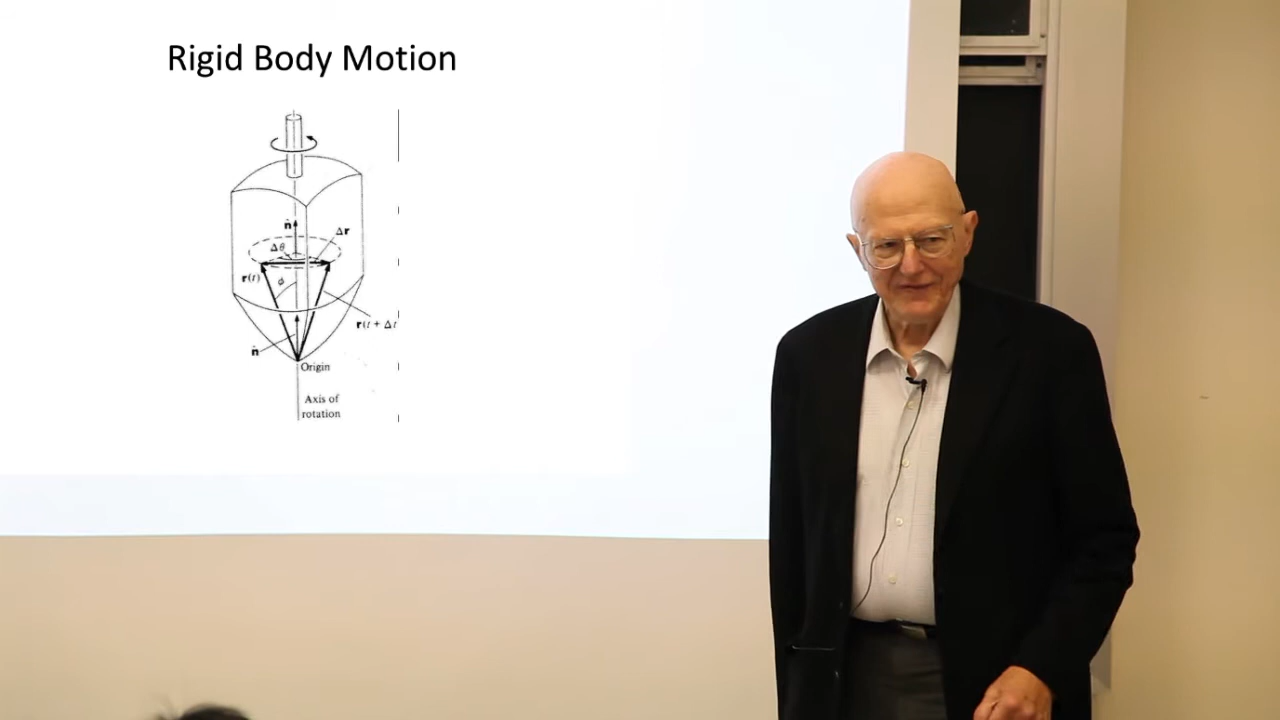 Rigid Body Motion
n̂
Δr
Δθ
r(t)
ϕ
r(t + Δt
n̂
Origin
Axis of
rotation